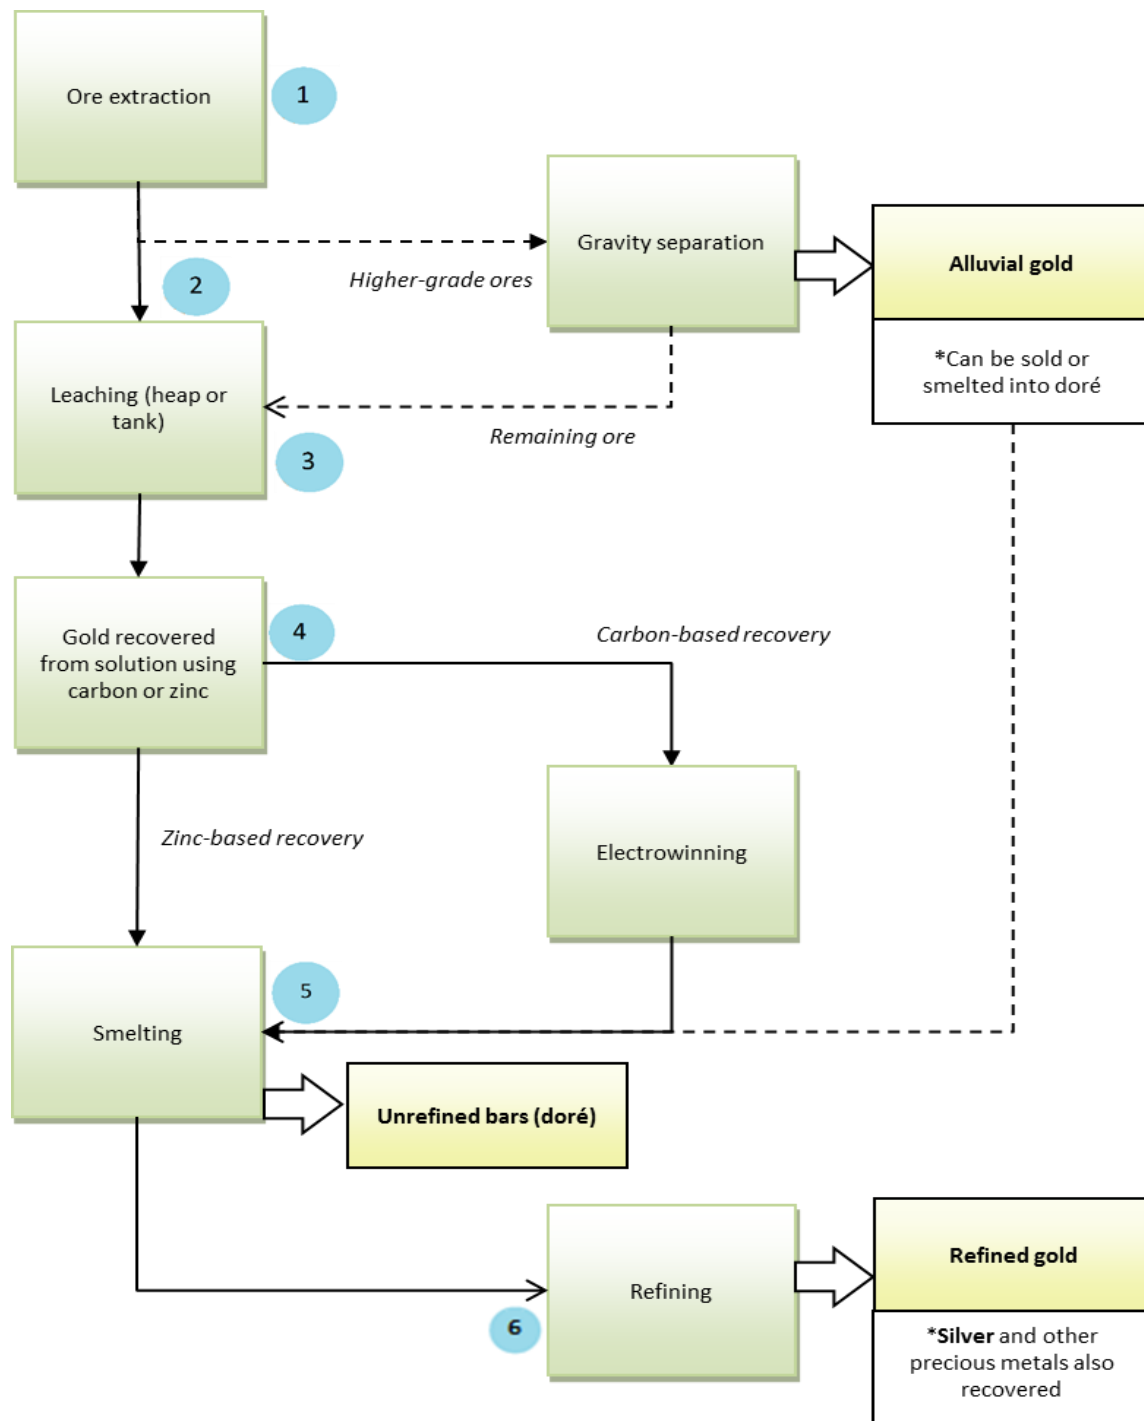 Ore extraction
1
Gravity separation
Alluvial gold
Higher-grade ores
2
*Can be sold or
smelted into doré
Leaching (heap or
tank)
Remaining ore
3
Gold recovered
from solution using
carbon or zinc
4
Carbon-based recovery
Zinc-based recovery
Electrowinning
Smelting
5
Unrefined bars (doré)
Refining
6
Refined gold
*Silver and other
precious metals also
recovered